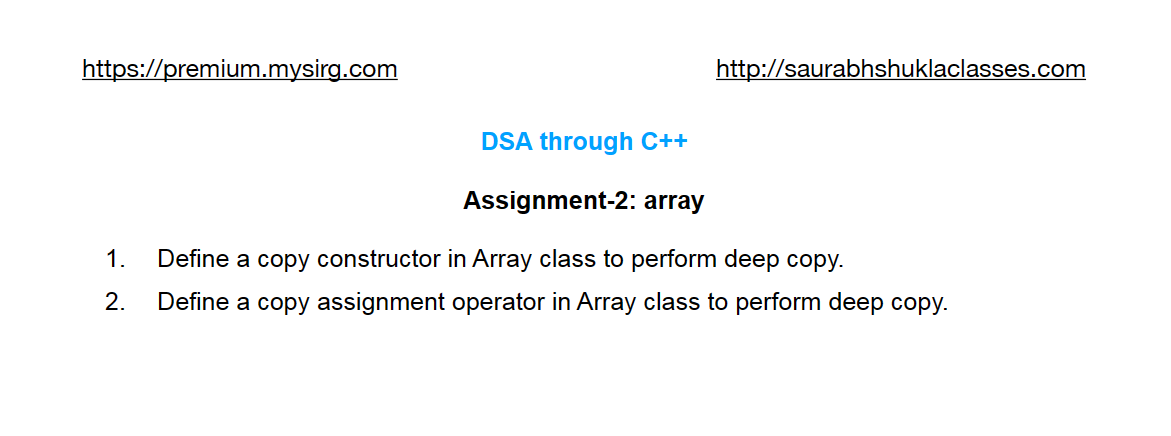 https://premium.mysirg.com http://saurabhshuklaclasses.com
DSA through C++
Assignment-2: array
1. Define a copy constructor in Array class to perform deep copy.
2. Define a copy assignment operator in Array class to perform deep copy.